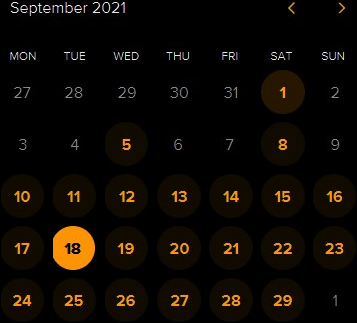 September 2021 < >
MON TUE WED THU FRI SAT SUN
27 28 29 30 31 1 2
3 4 5 6 7 8 9
10 11 12 13 14 15 16
17 18 19 20 21 22 23
24 25 26 27 28 29 1